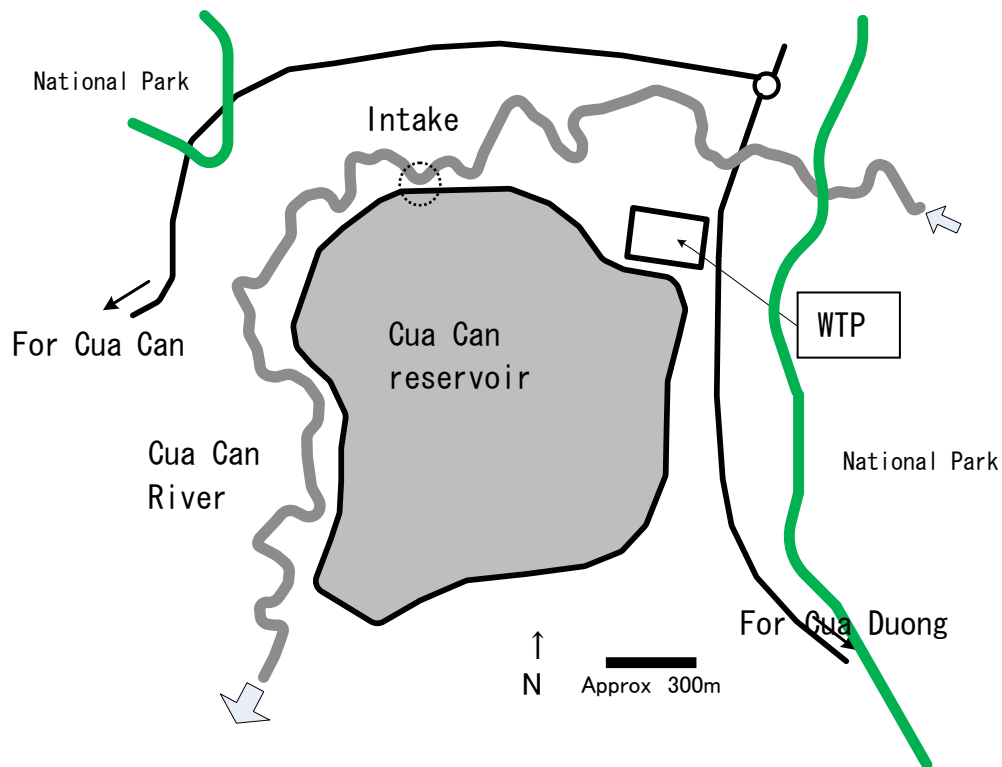 National Park
Intake
WTP
For Cua Can
Cua Can
reservoir
Cua Can
River
National Park
For Cua Duong
↑
N
Approx 300m